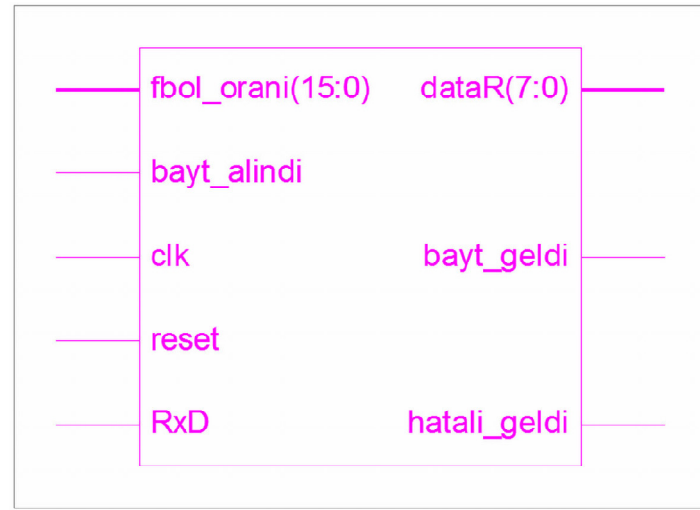 fbol_orani(15:0) dataR(7:0)
bayt_alindi
clk bayt_geldi
reset
RxD hatali_geldi